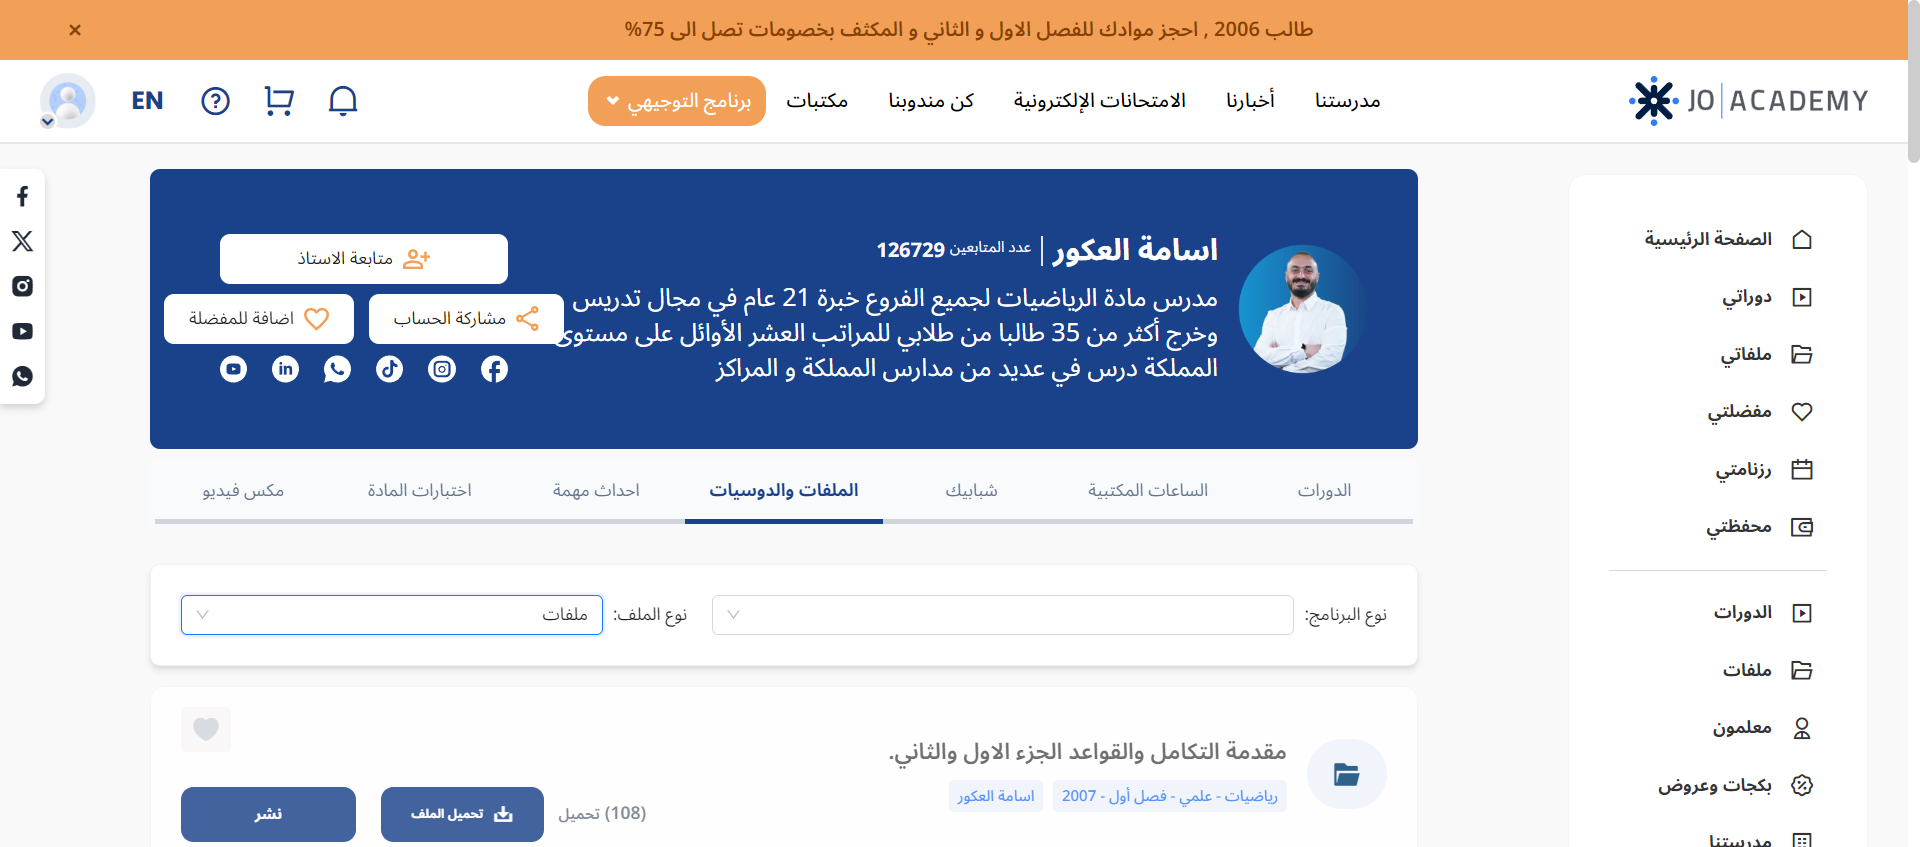 طالب 2006 , احجز موادك للفصل الاول و الثاني و المكثف بخصومات تصل الى 75%
JO ACADEMY
مدرستنا
أخبارنا
الامتحانات الإلكترونية
كن مندوبنا
مكتبات
برنامج التوجيهي
EN
اسامة العكور
عدد المتابعين 126729
مدرس مادة الرياضيات لجميع الفروع خبرة 21 عام في مجال تدريس
وخرج أكثر من 35 طالبا من طلابي للمراتب العشر الأوائل على مستوى
المملكة درس في عديد من مدارس المملكة و المراكز
متابعة الاستاذ
مشاركة الحساب
اضافة للمفضلة
الدورات
الساعات المكتبية
شبابيك
الملفات والدوسيات
احداث مهمة
اختبارات المادة
مكس فيديو
نوع البرنامج:
نوع الملف:
ملفات
مقدمة التكامل والقواعد الجزء الاول والثاني.
رياضيات - علمي - فصل أول - 2007
اسامة العكور
(108) تحميل
تحميل الملف
نشر
الصفحة الرئيسية
دوراتي
ملفاتي
مفضلتي
رزنامتي
محفظتي
الدورات
ملفات
معلمون
بكجات وعروض
مدرستنا